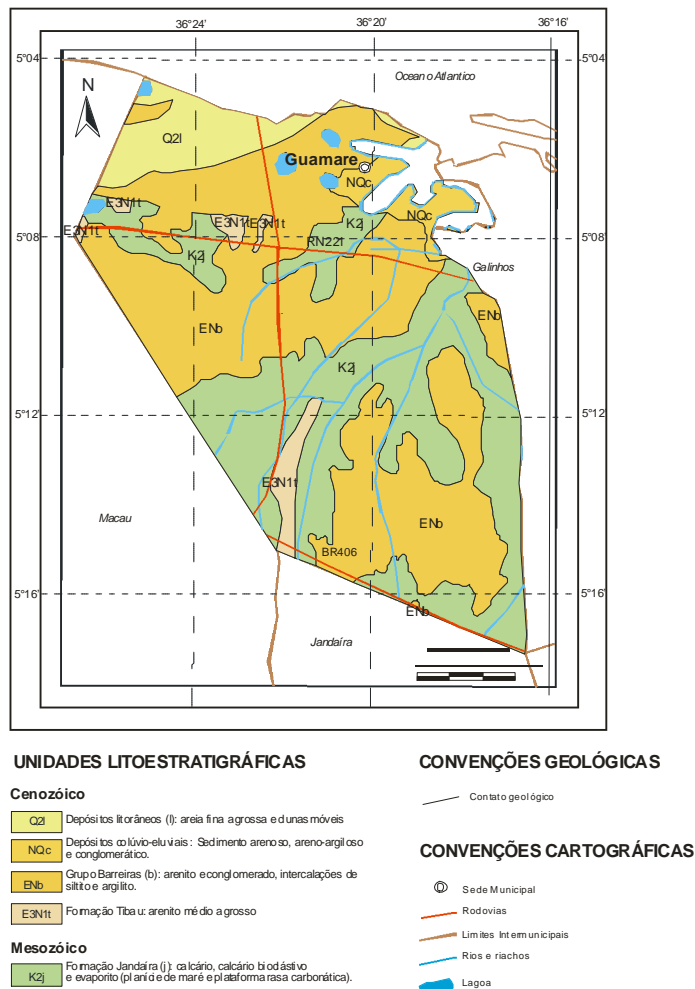 36°24' 36°20' 36°16'
5°04' 5°04'
Oceano Atlantico
N
Q2l
Guamare
NQc
E3N1t
E3N1t E3N1t
K2j
NQc
E3N1t
RN221
5°08' 5°08'
K2j
Galinhos
ENb
ENb
K2j
5°12' 5°12'
E3N1t
Macau
ENb
BR406
5°16' 5°16'
ENb
Jandaíra
UNIDADES LITOESTRATIGRÁFICAS
Cenozóico
Q2l Depósitos litorâneos (l): areia fina a grossa e dunas móveis
NQc Depósitos colúvio-eluviais: Sedimento arenoso, areno-argiloso
e conglomerático.
ENb Grupo Barreiras (b): arenito e conglomerado, intercalações de
siltito e argilito.
E3N1t Formação Tibau: arenito médio a grosso
Mesozóico
K2j Formação Jandaíra (j): calcário, calcário bioclástivo
e evaporito (planície de maré e plataforma rasa carbonática).
CONVENÇÕES GEOLÓGICAS
Contato geológico
CONVENÇÕES CARTOGRÁFICAS
Sede Municipal
Rodovias
Limites Intermunicipais
Rios e riachos
Lagoa